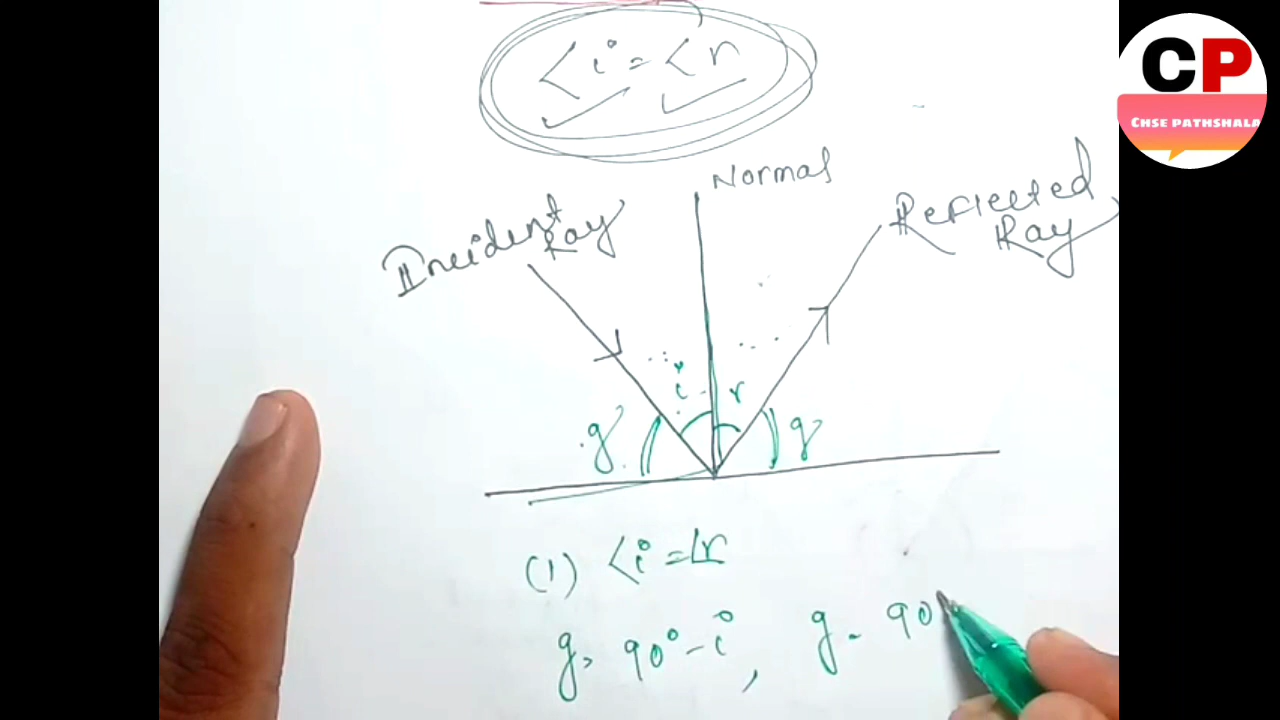 CP
CHSE PATHSHALA
<i = <r
Normal
Incident
Ray
Reflected
Ray
i
r
g
g
(1) <i = <r
g = 90° - i , g = 90